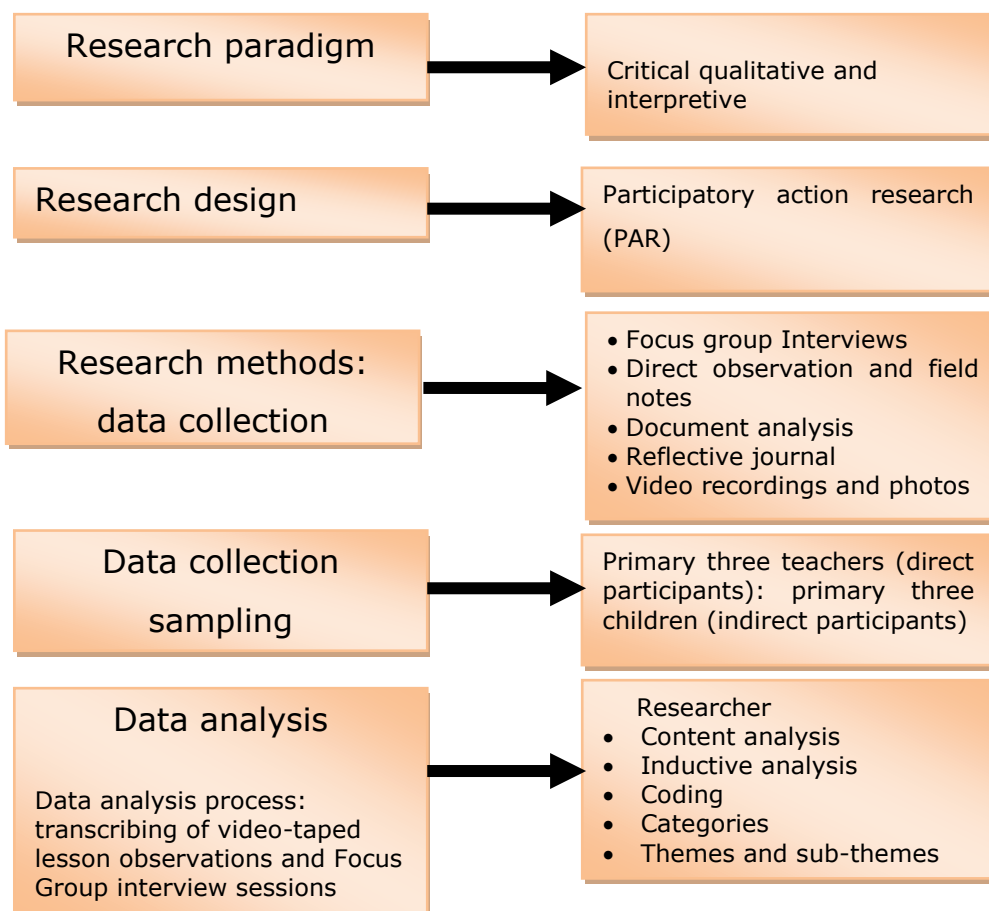 Research paradigm
Critical qualitative and
interpretive
Research design
Participatory action research
(PAR)
Research methods:
data collection
• Focus group Interviews
• Direct observation and field
notes
• Document analysis
• Reflective journal
• Video recordings and photos
Data collection
sampling
Primary three teachers (direct
participants): primary three
children (indirect participants)
Data analysis
Data analysis process:
transcribing of video-taped
lesson observations and Focus
Group interview sessions
Researcher
• Content analysis
• Inductive analysis
• Coding
• Categories
• Themes and sub-themes